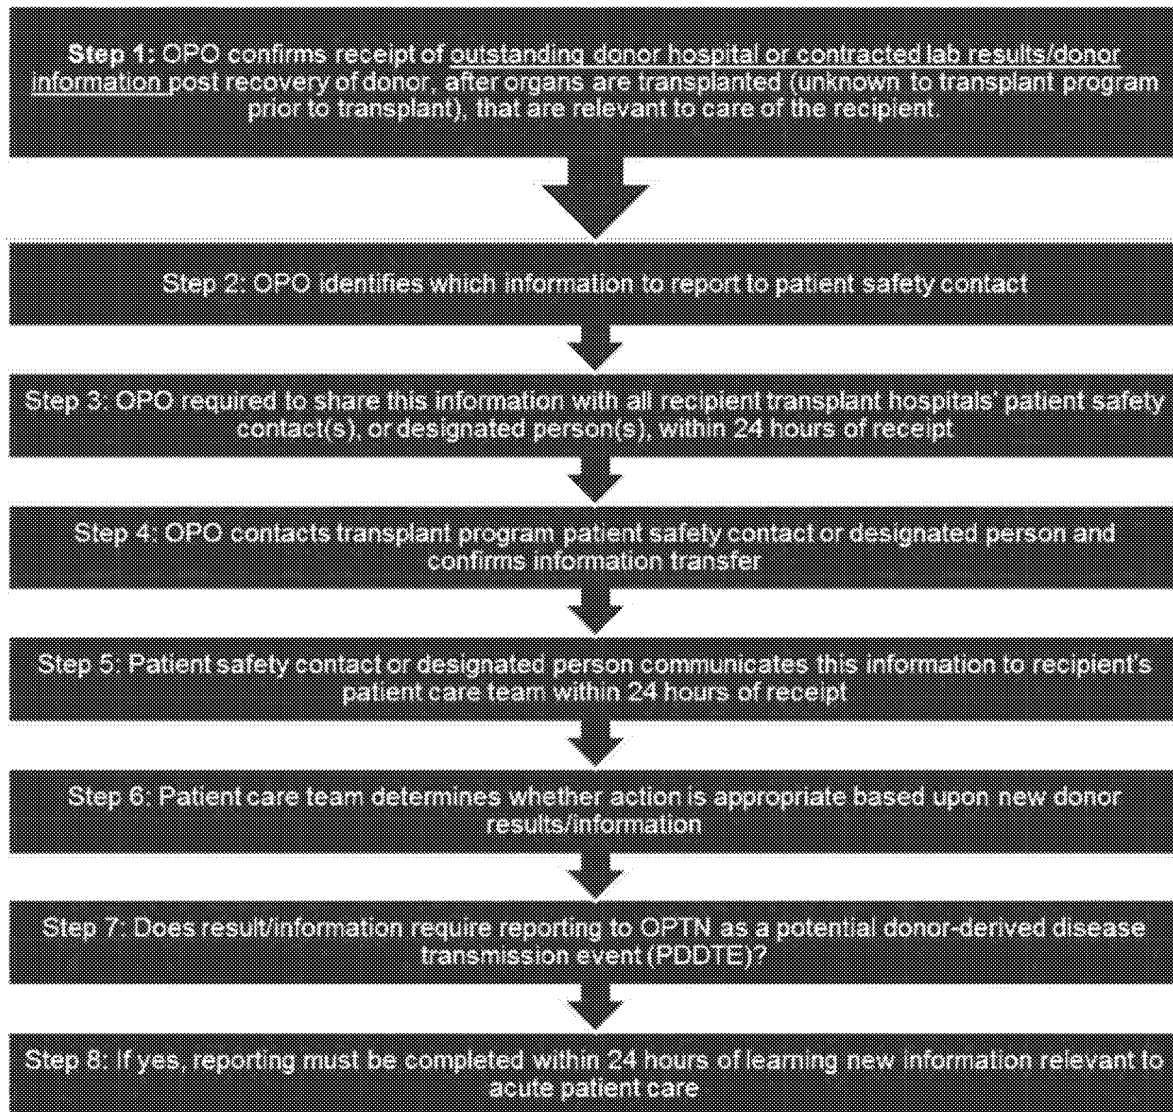 Step 1: OPO confirms receipt of outstanding donor hospital or contracted lab results/donor
information post recovery of donor, after organs are transplanted (unknown to transplant program
prior to transplant), that are relevant to care of the recipient.
Step 2: OPO identifies which information to report to patient safety contact
Step 3: OPO required to share this information with all recipient transplant hospitals' patient safety
contact(s), or designated person(s), within 24 hours of receipt
Step 4: OPO contacts transplant program patient safety contact or designated person and
confirms information transfer
Step 5: Patient safety contact or designated person communicates this information to recipient's
patient care team within 24 hours of receipt
Step 6: Patient care team determines whether action is appropriate based upon new donor
results/information
Step 7: Does result/information require reporting to OPTN as a potential donor-derived disease
transmission event (PDDTE)?
Step 8: If yes, reporting must be completed within 24 hours of learning new information relevant to
acute patient care